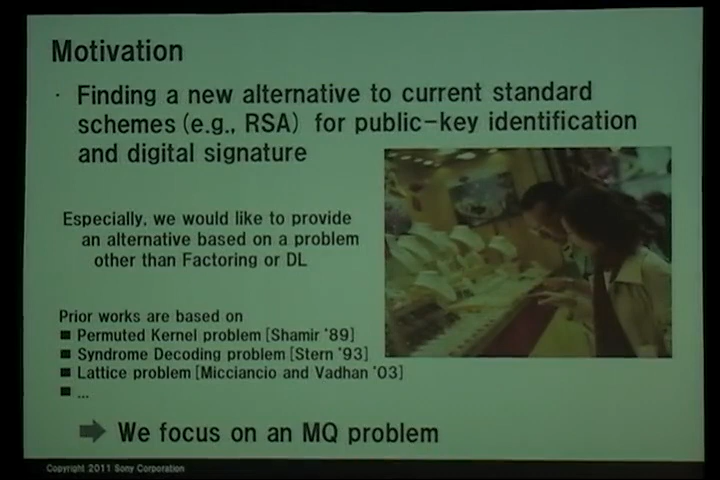 Motivation
· Finding a new alternative to current standard
schemes (e.g., RSA) for public-key identification
and digital signature
Especially, we would like to provide
an alternative based on a problem
other than Factoring or DL
Prior works are based on
■ Permuted Kernel problem [Shamir '89]
■ Syndrome Decoding problem [Stern '93]
■ Lattice problem [Micciancio and Vadhan '03]
■ ...
We focus on an MQ problem
Copyright 2011 Sony Corporation